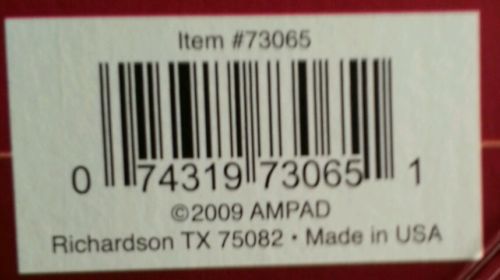 Item #73065
0 74319 73065 1
©2009 AMPAD
Richardson TX 75082 • Made in USA